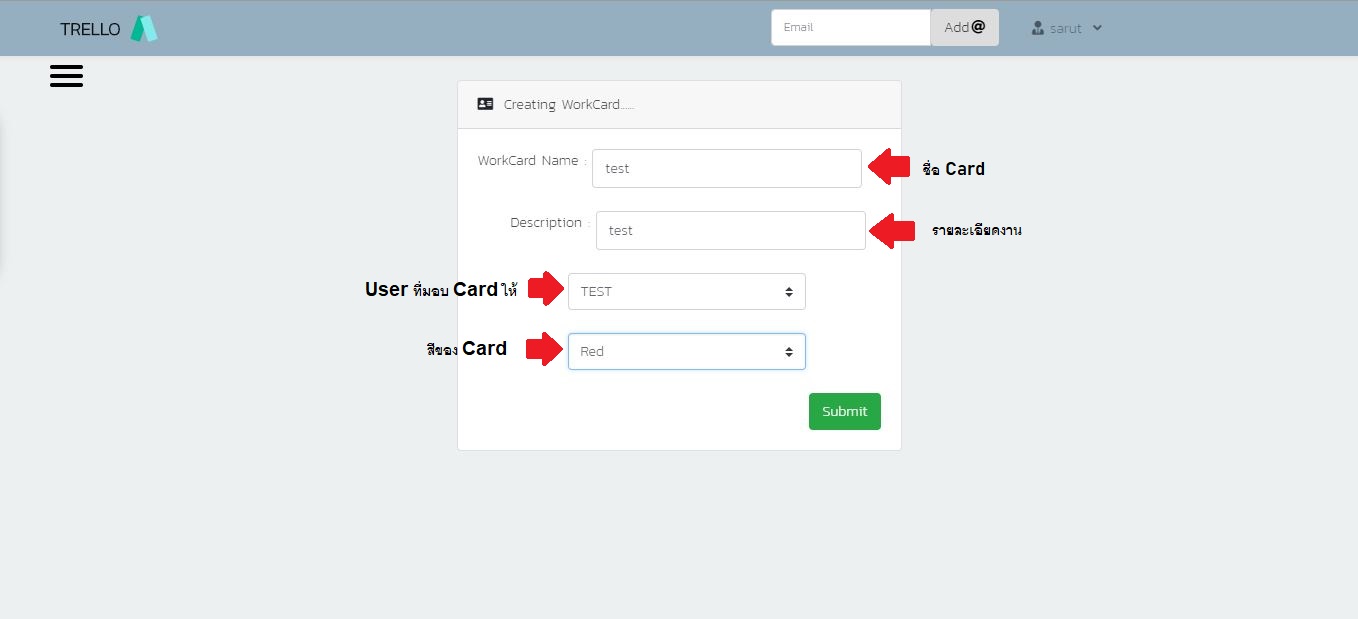 TRELLO
Email
Add@
sarut
Creating WorkCard.....
WorkCard Name :
test
ชื่อ Card
Description :
test
รายละเอียดงาน
User ที่มอบ Card ให้
TEST
สีของ Card
Red
Submit